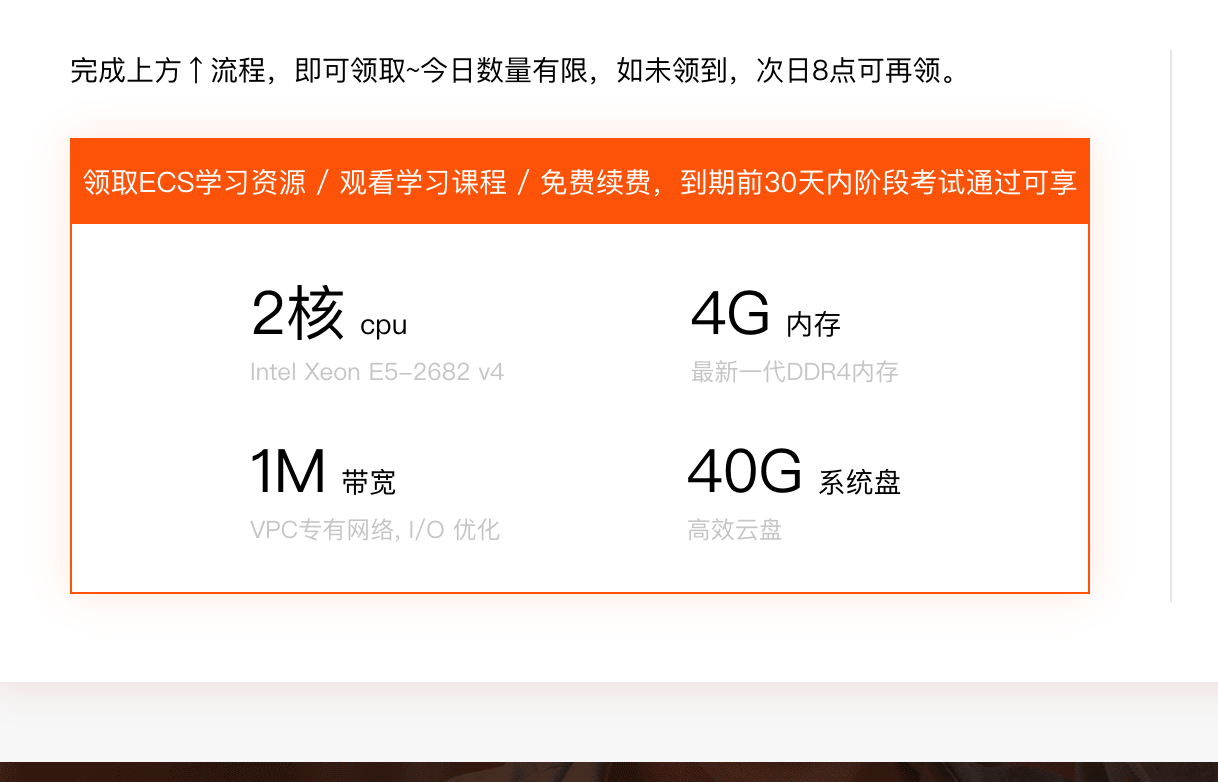 完成上方↑流程，即可领取~今日数量有限，如未领到，次日8点可再领。
领取ECS学习资源 / 观看学习课程 / 免费续费，到期前30天内阶段考试通过可享
2核 cpu
Intel Xeon E5-2682 v4
4G 内存
最新一代DDR4内存
1M 带宽
VPC专有网络, I/O 优化
40G 系统盘
高效云盘